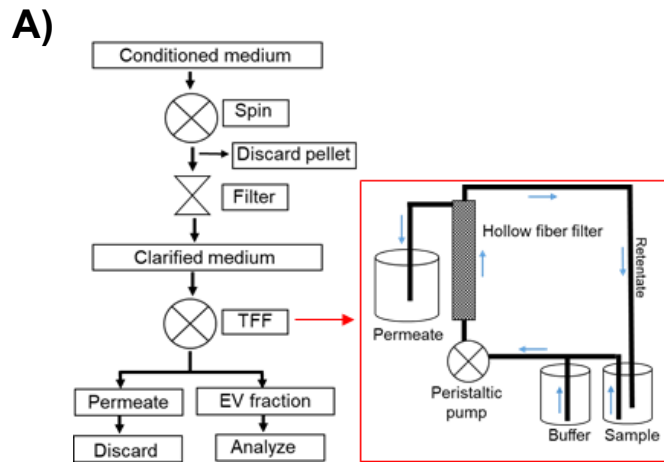 A)
Conditioned medium
Spin
Discard pellet
Filter
Clarified medium
TFF
Permeate
EV fraction
Discard
Analyze
Hollow fiber filter
Retentate
Permeate
Peristaltic
pump
Buffer
Sample